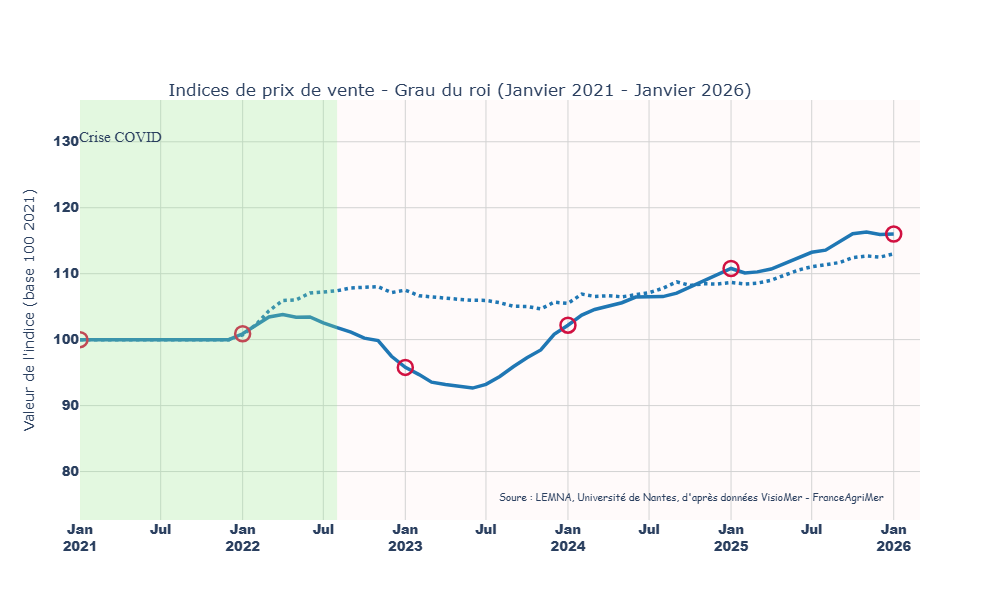 Indices de prix de vente - Grau du roi (Janvier 2021 - Janvier 2026)
Crise COVID
Valeur de l'indice (base 100 2021)
130
120
110
100
90
80
Soure : LEMNA, Université de Nantes, d'après données VisioMer - FranceAgriMer
Jan Jul Jan Jul Jan Jul Jan Jul Jan Jul Jan
2021 2022 2023 2024 2025 2026